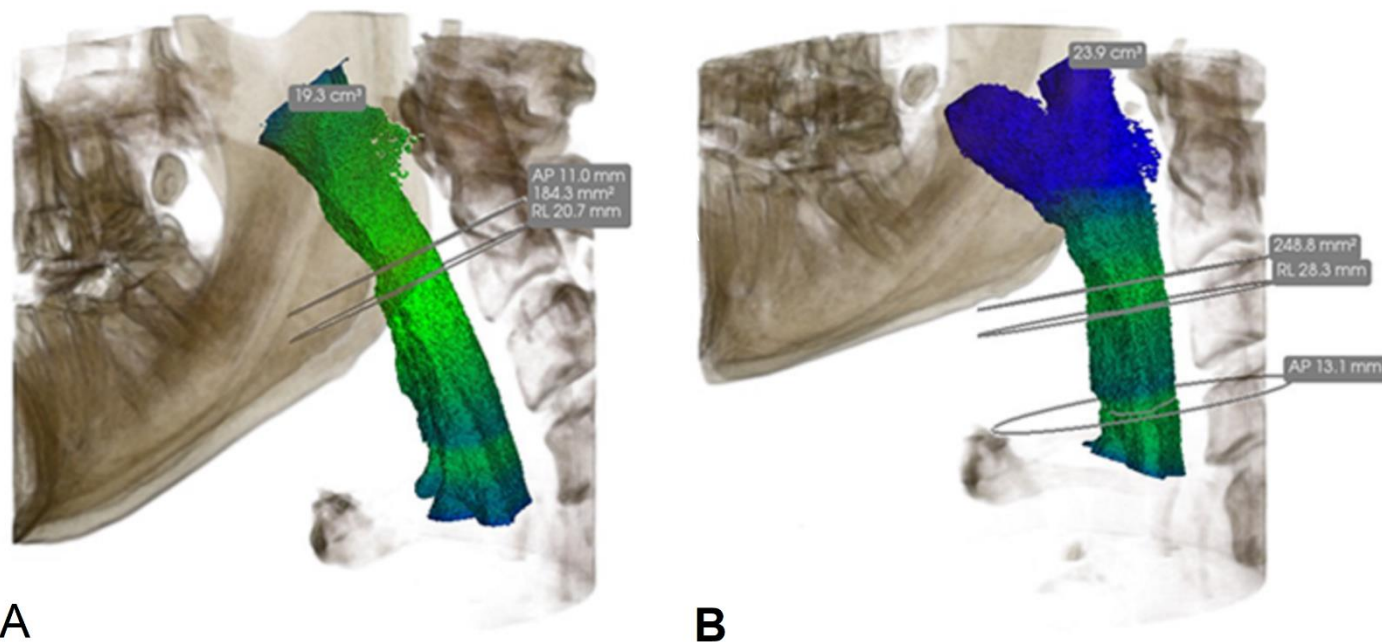 19.3 cm³
AP 11.0 mm
184.3 mm²
RL 20.7 mm
A
23.9 cm³
248.8 mm²
RL 28.3 mm
AP 13.1 mm
B